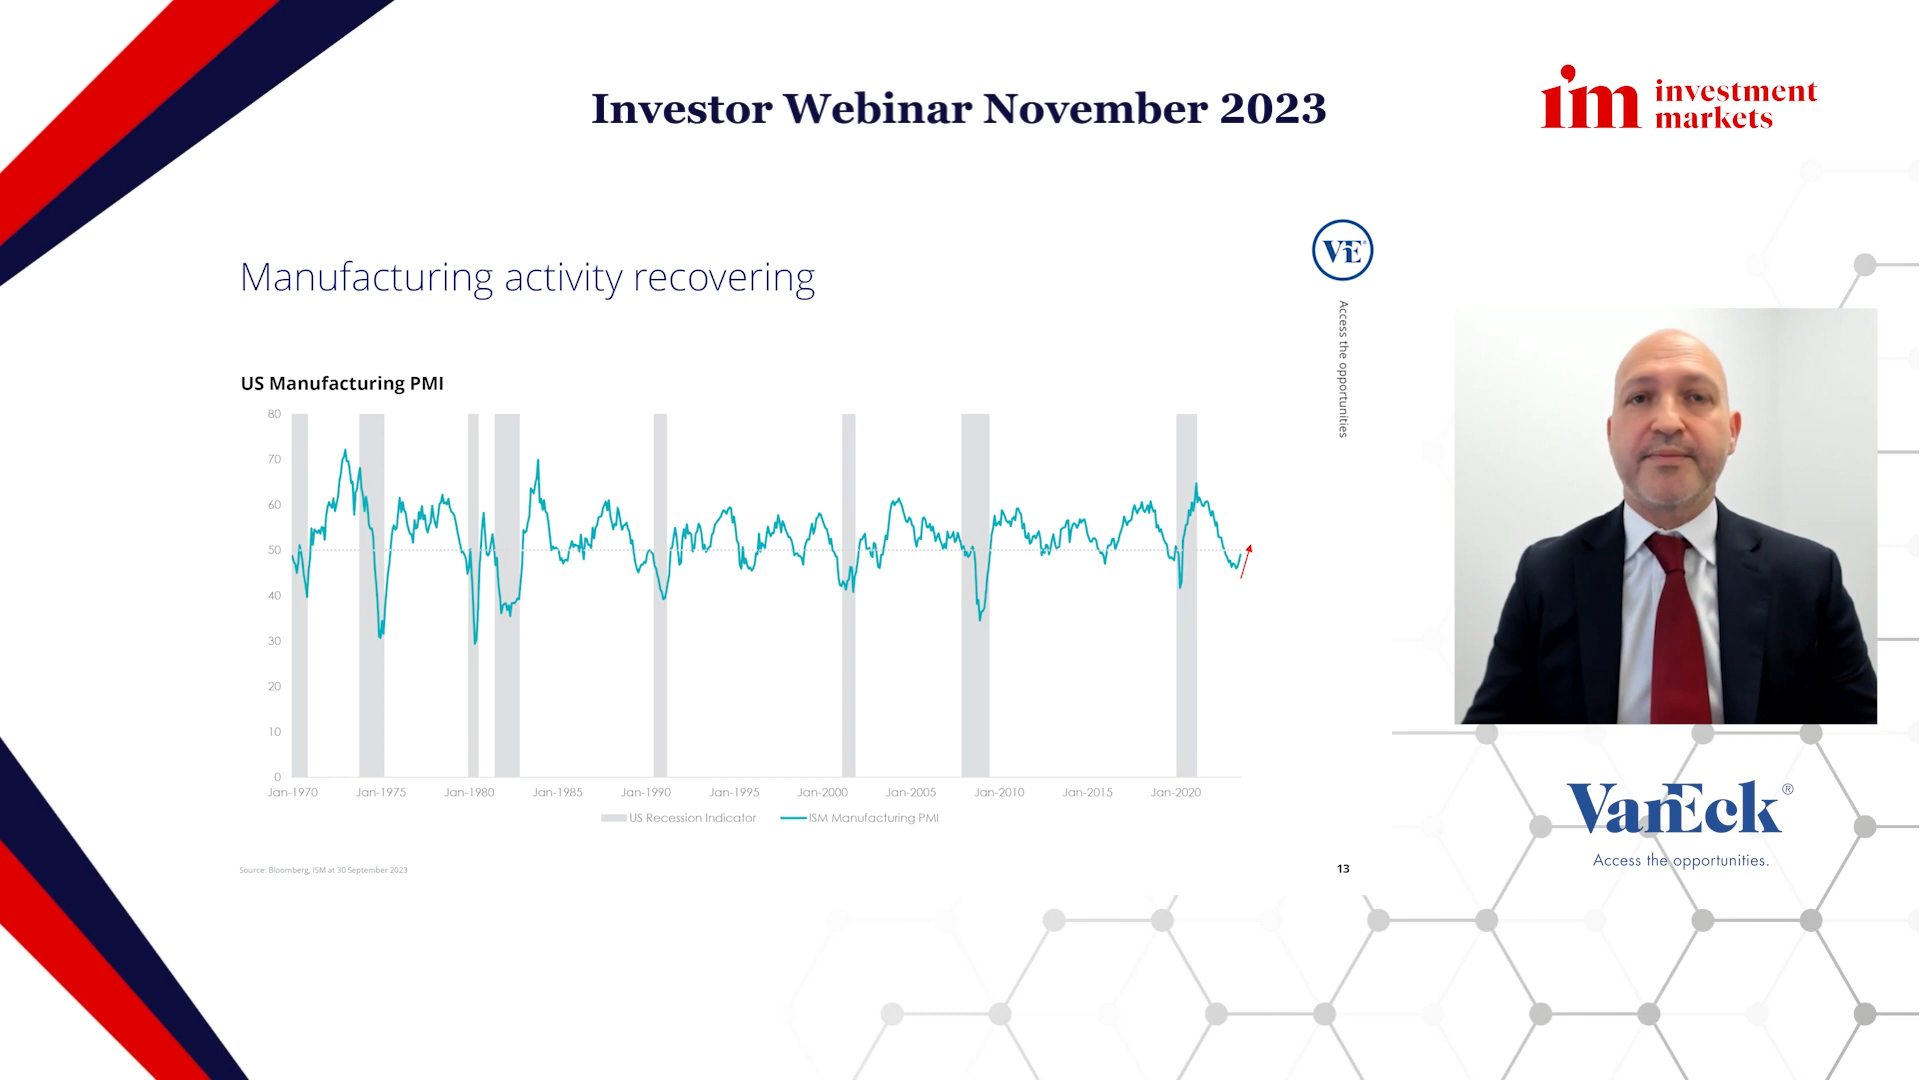 Investor Webinar November 2023
im investment
markets
VE
Access the opportunities
Manufacturing activity recovering
US Manufacturing PMI
80
70
60
50
40
30
20
10
0
Jan-1970 Jan-1975 Jan-1980 Jan-1985 Jan-1990 Jan-1995 Jan-2000 Jan-2005 Jan-2010 Jan-2015 Jan-2020
US Recession Indicator ISM Manufacturing PMI
Source: Bloomberg, ISM at 30 September 2023
13
VanEck®
Access the opportunities.